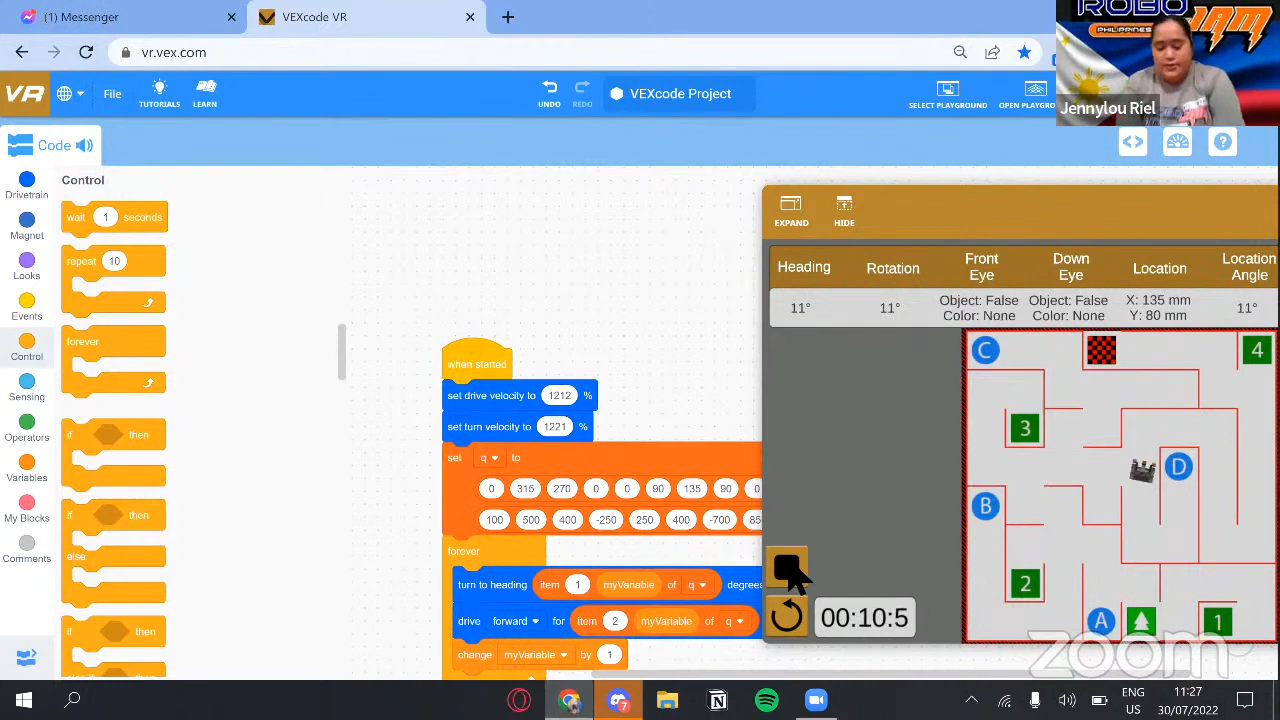 (1) Messenger
VEXcode VR
vr.vex.com
ROBO
PHILIPPINES
Jennylou Riel
VR
File
TUTORIALS
LEARN
UNDO
REDO
VEXcode Project
SELECT PLAYGROUND
OPEN PLAYGRO
Code
Drivetrain
Magnet
Looks
Events
Control
Sensing
Operators
Variables
My Blocks
Comments
Control
wait 1 seconds
repeat 10
forever
if then
if then
else
if then
when started
set drive velocity to 1212 %
set turn velocity to 1221 %
set q to
0 315 270 0 0 90 135 90 0
100 500 400 -250 250 400 -700 85
forever
turn to heading item 1 myVariable of q degrees
drive forward for item 2 myVariable of q
change myVariable by 1
EXPAND
HIDE
Heading Rotation Front Eye Down Eye Location Location Angle
11° 11° Object: False Color: None Object: False Color: None X: 135 mm Y: 80 mm 11°
C 4
3
D
B
2
A 1
00:10:5
zoom
7
ENG
US
11:27
30/07/2022